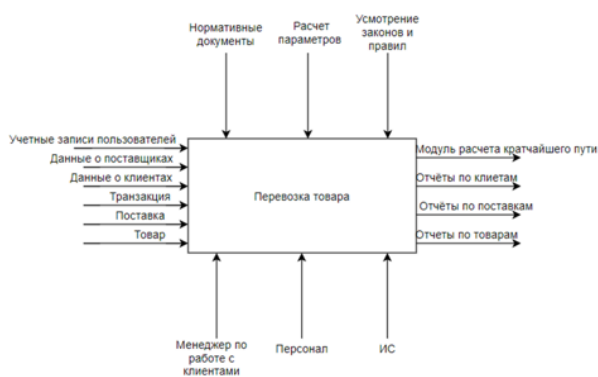 Нормативные
документы
Расчет
параметров
Усмотрение
законов и
правил
Учетные записи пользователей
Данные о поставщиках
Данные о клиентах
Транзакция
Поставка
Товар
Перевозка товара
Модуль расчета кратчайшего пути
Отчёты по клиетам
Отчёты по поставкам
Отчеты по товарам
Менеджер по
работе с
клиентами
Персонал
ИС